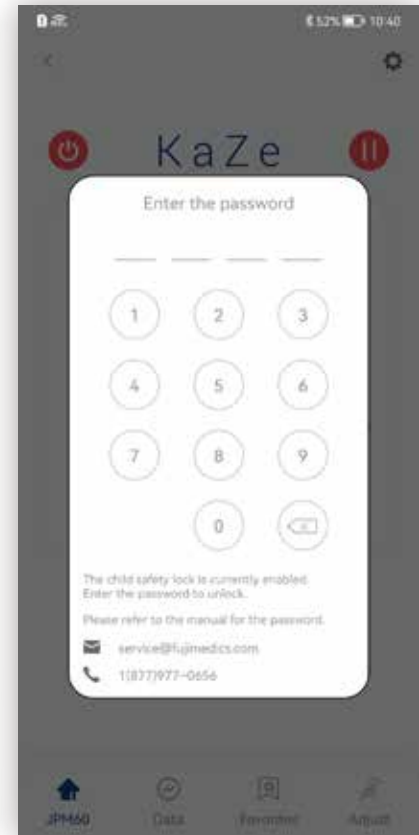 52% 10:40
KaZe
Enter the password
1 2 3
4 5 6
7 8 9
0
The child safety lock is currently enabled.
Enter the password to unlock.
Please refer to the manual for the password.
service@fujimedics.com
1(877)977-0656
JPM60 Data Favorites Adjust